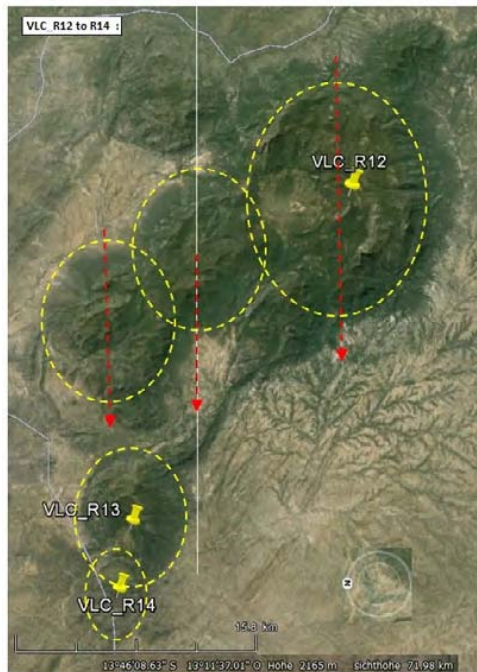 VLC_R12 to R14 :
VLC_R12
VLC_R13
VLC_R14
N
15.8 km
13°46'08.63" S 13°11'37.01" O Höhe 2165 m sichthöhe 71.98 km